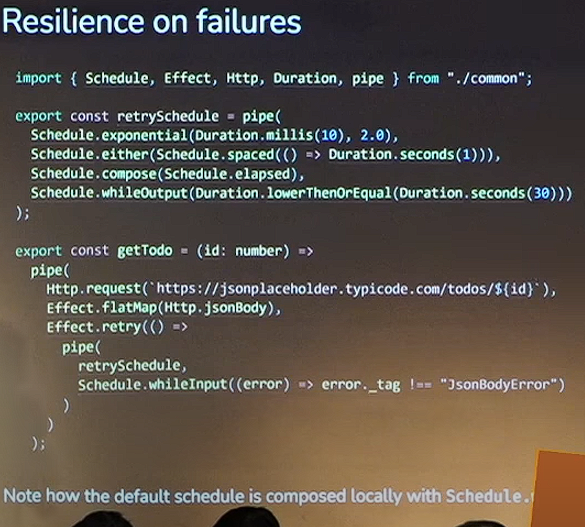 Resilience on failures
import { Schedule, Effect, Http, Duration, pipe } from "./common";
export const retrySchedule = pipe(
Schedule.exponential(Duration.millis(10), 2.0),
Schedule.either(Schedule.spaced(() => Duration.seconds(1))),
Schedule.compose(Schedule.elapsed),
Schedule.whileOutput(Duration.lowerThenOrEqual(Duration.seconds(30)))
);
export const getTodo = (id: number) =>
pipe(
Http.request(`https://jsonplaceholder.typicode.com/todos/${id}`),
Effect.flatMap(Http.jsonBody),
Effect.retry(() =>
pipe(
retrySchedule,
Schedule.whileInput((error) => error._tag !== "JsonBodyError")
)
)
);
Note how the default schedule is composed locally with Schedule.